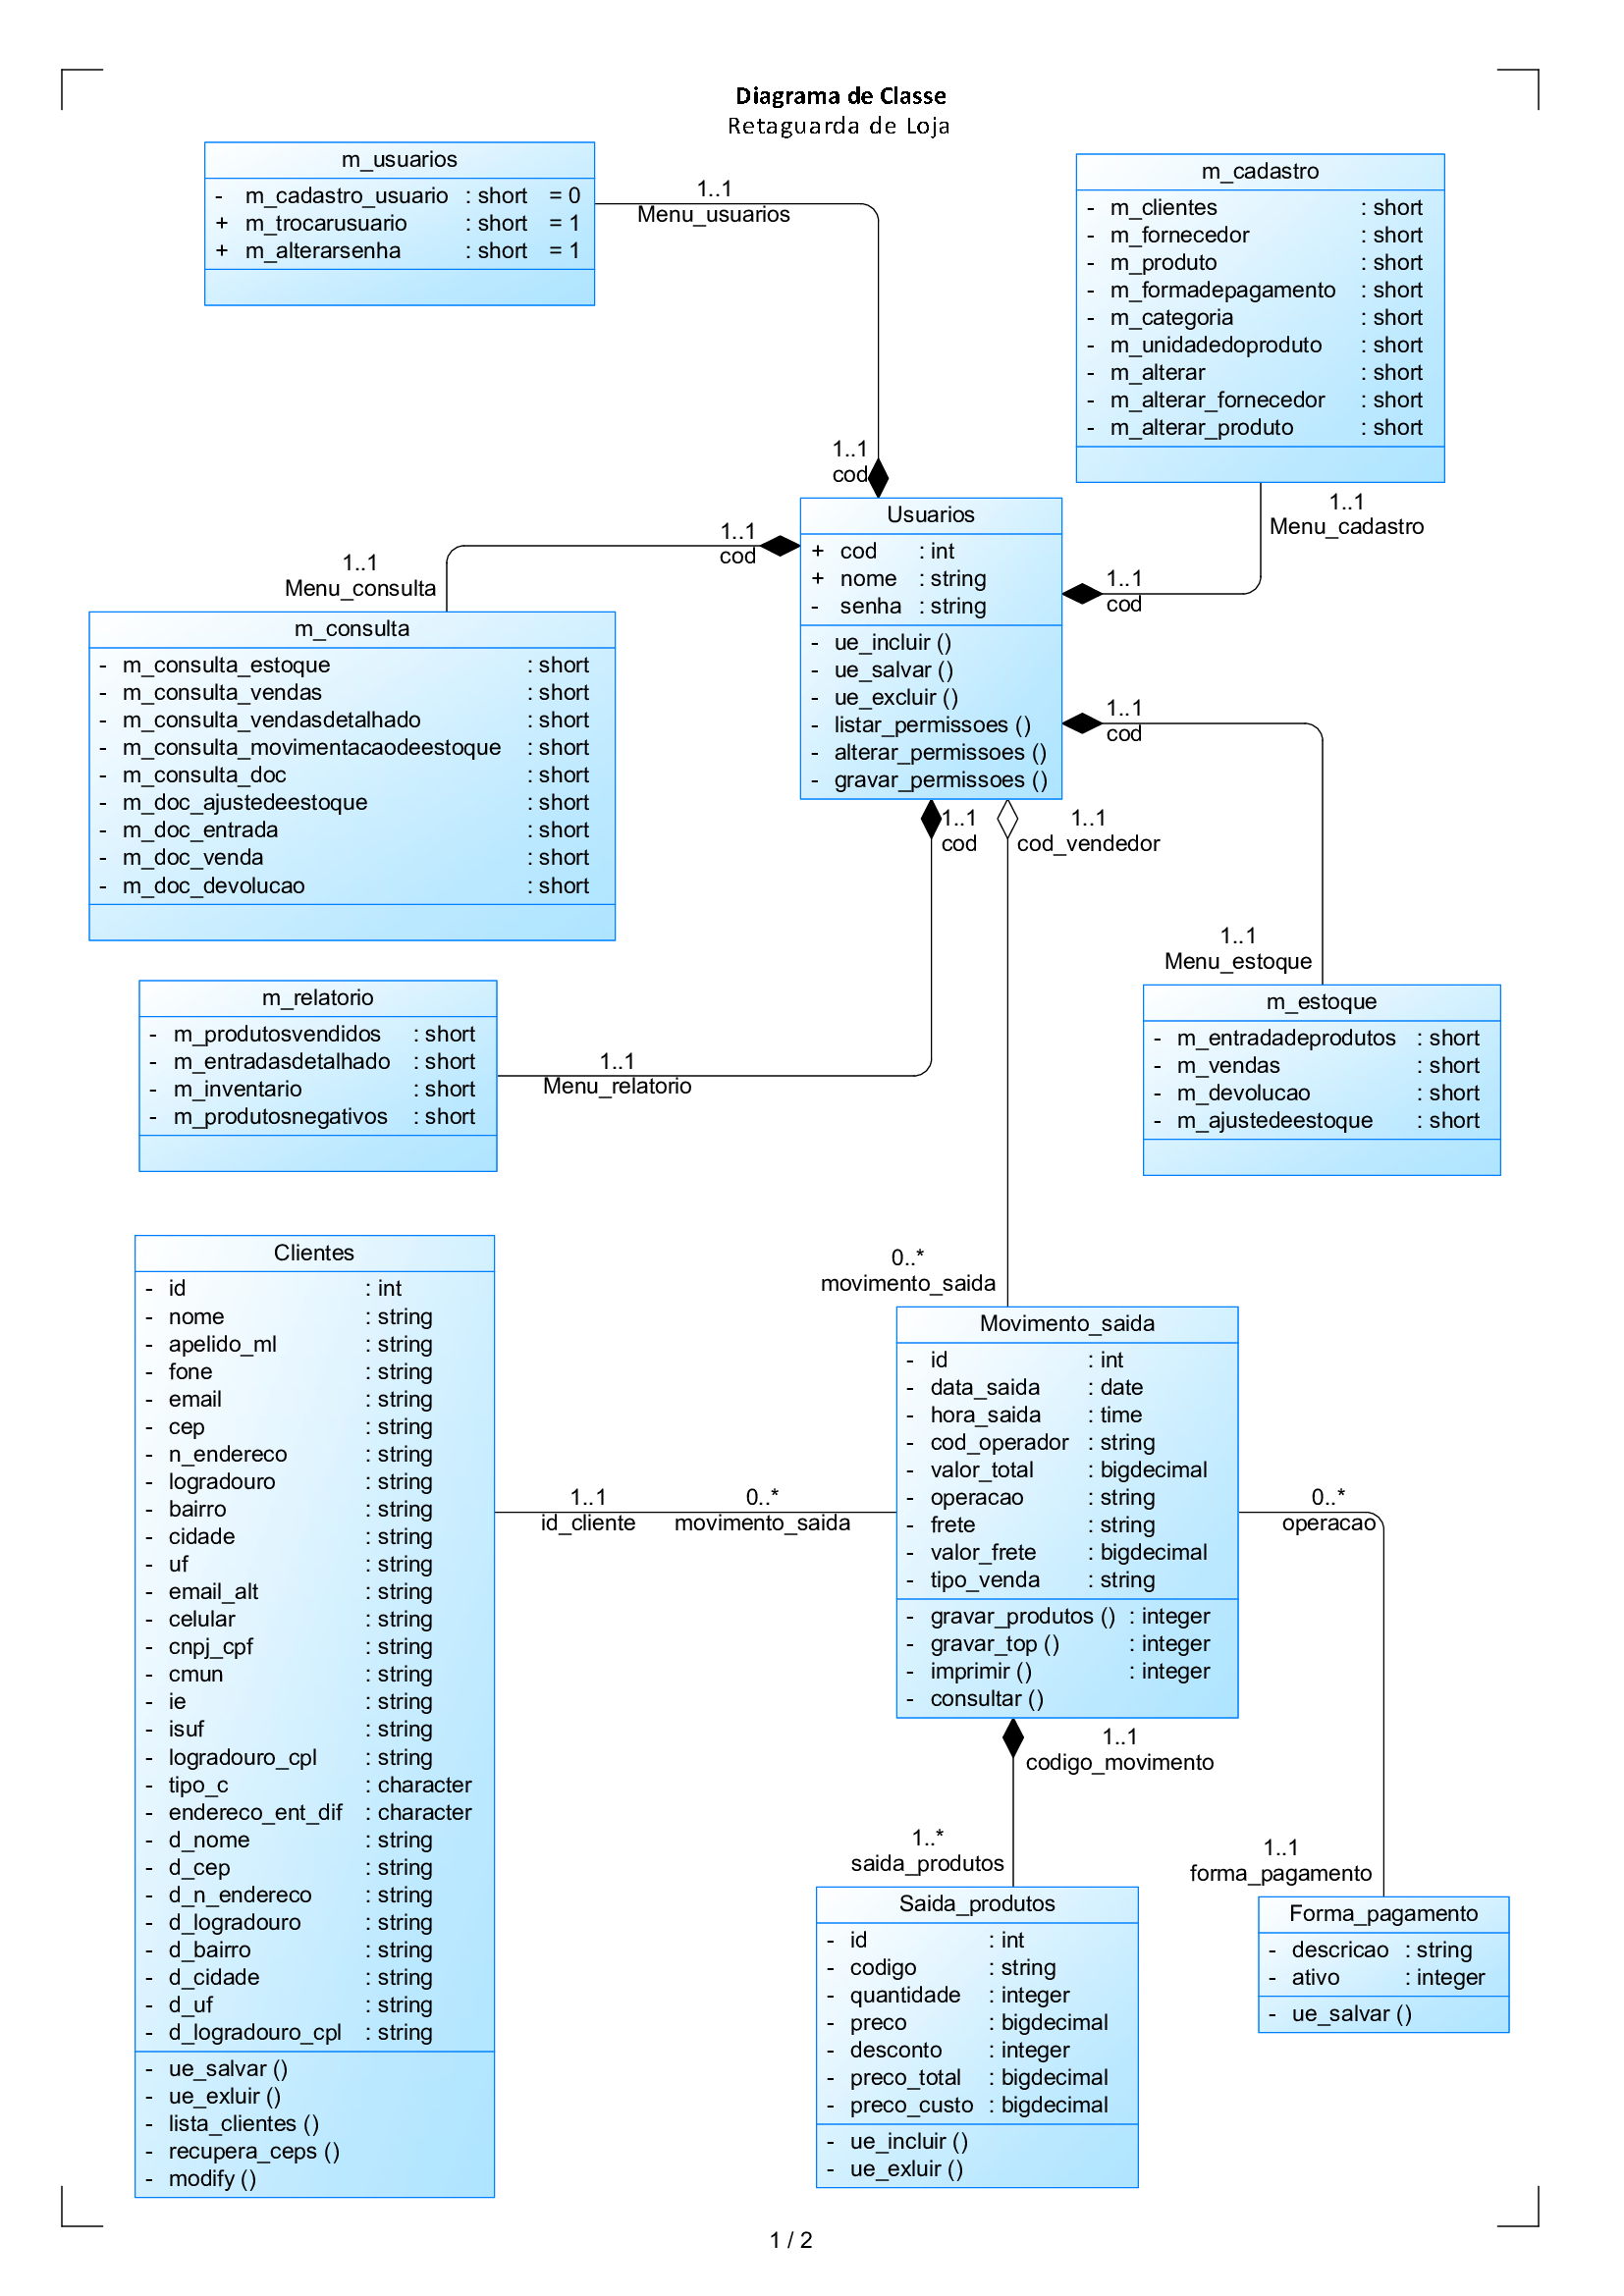 Diagrama de Classe
Retaguarda de Loja
m_usuarios
- m_cadastro_usuario : short = 0
+ m_trocarusuario : short = 1
+ m_alterarsenha : short = 1
1..1
Menu_usuarios
m_cadastro
- m_clientes : short
- m_fornecedor : short
- m_produto : short
- m_formadepagamento : short
- m_categoria : short
- m_unidadedoproduto : short
- m_alterar : short
- m_alterar_fornecedor : short
- m_alterar_produto : short
1..1
Menu_cadastro
1..1
cod
1..1
cod
1..1
cod
1..1
Menu_consulta
Usuarios
+ cod : int
+ nome : string
- senha : string
- ue_incluir ()
- ue_salvar ()
- ue_excluir ()
- listar_permissoes ()
- alterar_permissoes ()
- gravar_permissoes ()
m_consulta
- m_consulta_estoque : short
- m_consulta_vendas : short
- m_consulta_vendasdetalhado : short
- m_consulta_movimentacaodeestoque : short
- m_consulta_doc : short
- m_doc_ajustedeestoque : short
- m_doc_entrada : short
- m_doc_venda : short
- m_doc_devolucao : short
1..1
cod
1..1
cod
1..1
cod_vendedor
1..1
Menu_estoque
m_relatorio
- m_produtosvendidos : short
- m_entradasdetalhado : short
- m_inventario : short
- m_produtosnegativos : short
1..1
Menu_relatorio
m_estoque
- m_entradadeprodutos : short
- m_vendas : short
- m_devolucao : short
- m_ajustedeestoque : short
Clientes
- id : int
- nome : string
- apelido_ml : string
- fone : string
- email : string
- cep : string
- n_endereco : string
- logradouro : string
- bairro : string
- cidade : string
- uf : string
- email_alt : string
- celular : string
- cnpj_cpf : string
- cmun : string
- ie : string
- isuf : string
- logradouro_cpl : string
- tipo_c : character
- endereco_ent_dif : character
- d_nome : string
- d_cep : string
- d_n_endereco : string
- d_logradouro : string
- d_bairro : string
- d_cidade : string
- d_uf : string
- d_logradouro_cpl : string
- ue_salvar ()
- ue_exluir ()
- lista_clientes ()
- recupera_ceps ()
- modify ()
1..1
id_cliente
0..*
movimento_saida
0..*
movimento_saida
Movimento_saida
- id : int
- data_saida : date
- hora_saida : time
- cod_operador : string
- valor_total : bigdecimal
- operacao : string
- frete : string
- valor_frete : bigdecimal
- tipo_venda : string
- gravar_produtos () : integer
- gravar_top () : integer
- imprimir () : integer
- consultar ()
0..*
operacao
1..1
codigo_movimento
1..*
saida_produtos
1..1
forma_pagamento
Saida_produtos
- id : int
- codigo : string
- quantidade : integer
- preco : bigdecimal
- desconto : integer
- preco_total : bigdecimal
- preco_custo : bigdecimal
- ue_incluir ()
- ue_exluir ()
Forma_pagamento
- descricao : string
- ativo : integer
- ue_salvar ()
1 / 2